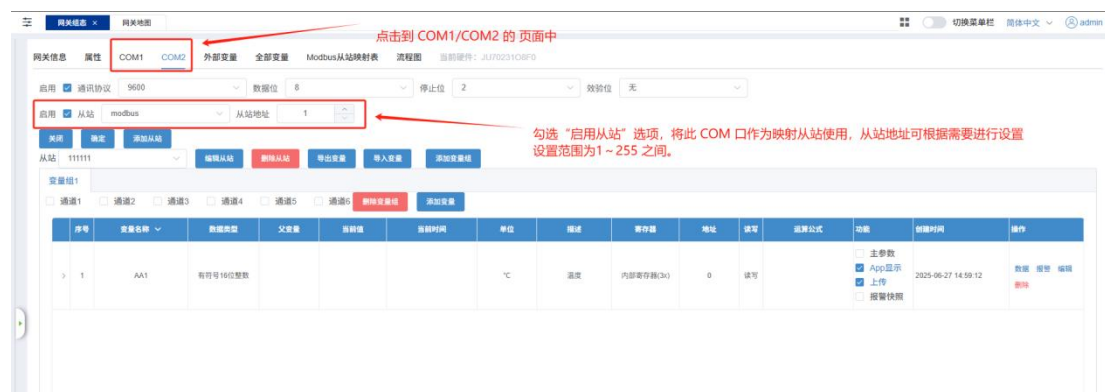 网关组态 × 网关地图 切换菜单栏 简体中文 admin
点击到 COM1/COM2 的 页面中
网关信息 属性 COM1 COM2 外部变量 全部变量 Modbus从站映射表 流程图 当前硬件：
启用 通讯协议 9600 数据位 8 停止位 2 效验位 无
启用 从站 modbus 从站地址 1
勾选“启用从站”选项，将此 COM 口作为映射从站使用，从站地址可根据需要进行设置
设置范围为1～255 之间。
关闭 确定 添加从站
从站 111111 编辑从站 删除从站 导出变量 导入变量 添加变量组
变量组1
通道1 通道2 通道3 通道4 通道5 通道6 删除变量组 添加变量
序号 变量名称 数据类型 父变量 当前值 当前时间 单位 描述 寄存器 地址 读写 运算公式 功能 创建时间 操作
1 AA1 有符号16位整数 ℃ 温度 内部寄存器(3x) 0 读写 2025-06-27 14:59:12 数据 报警 编辑
主参数
App显示
上传
报警快照
删除